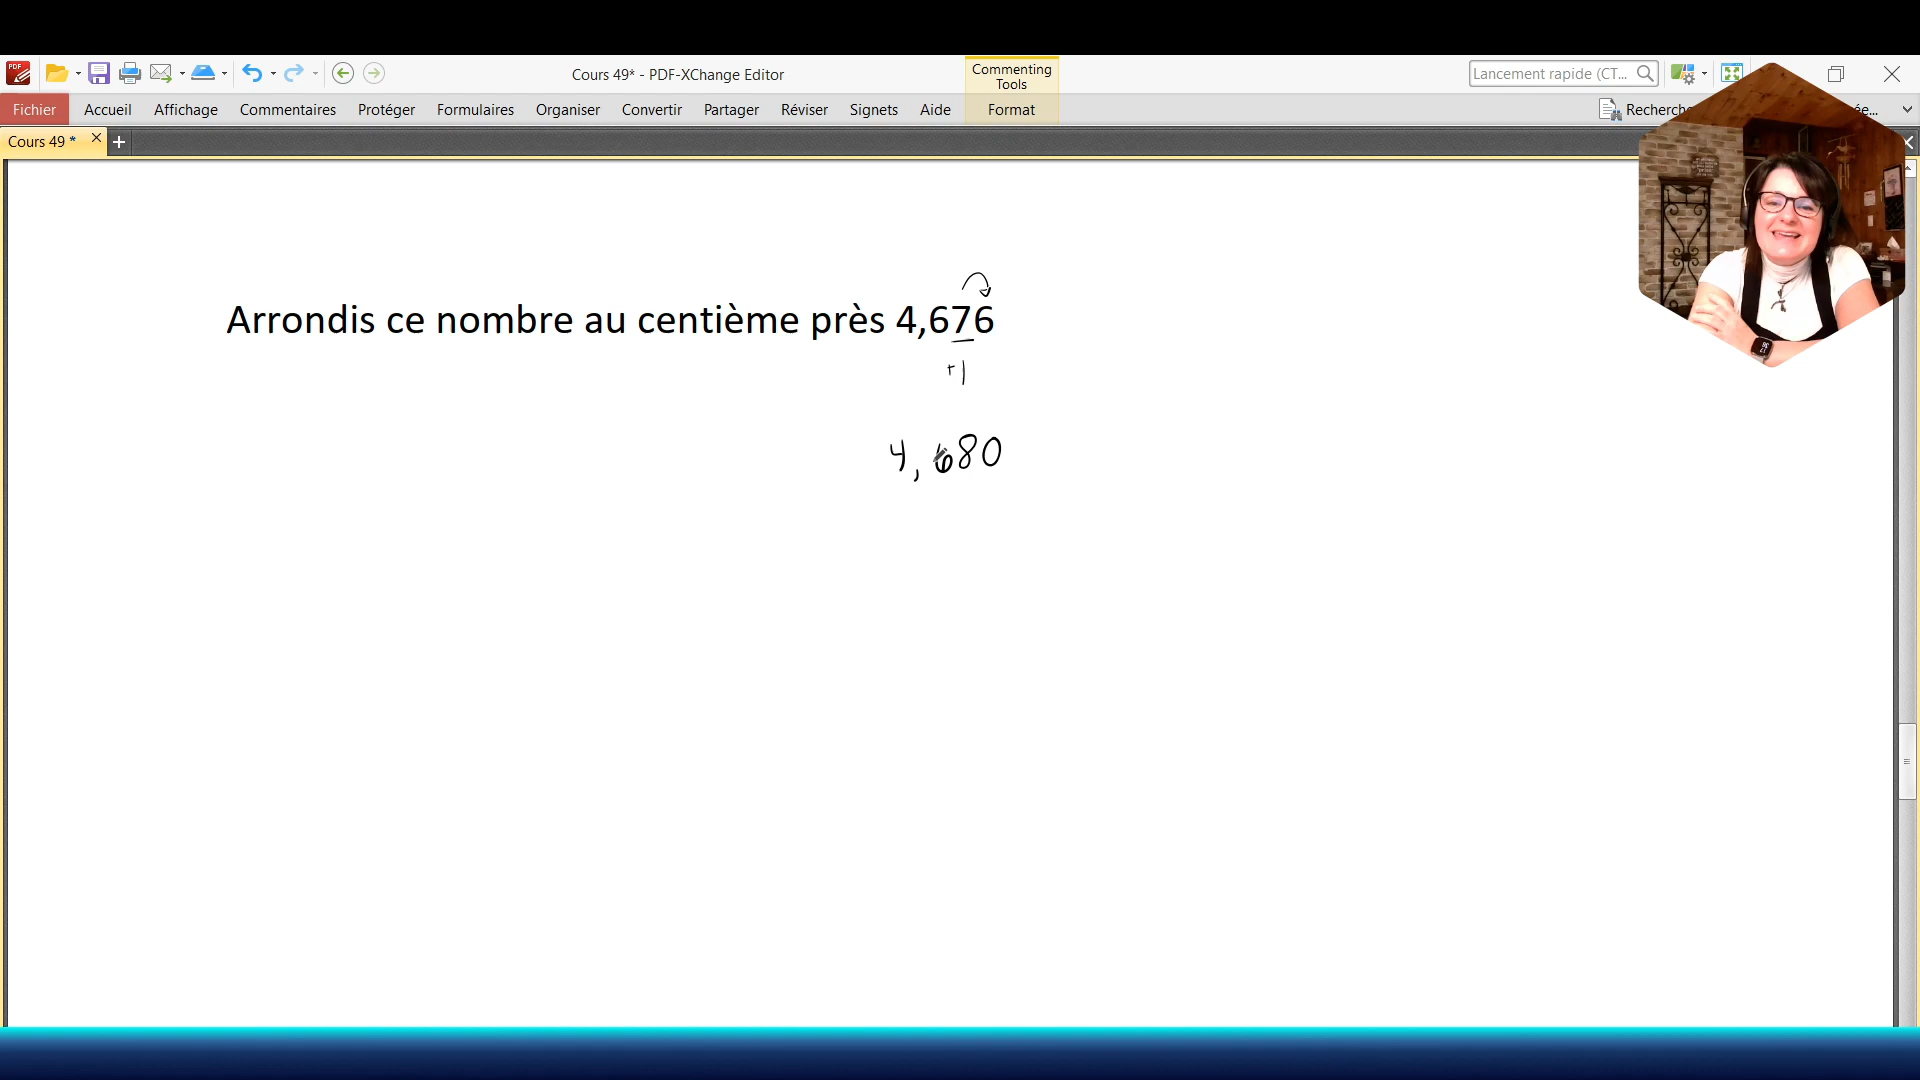 Cours 49* - PDF-XChange Editor
Commenting Tools
Lancement rapide (CT...
Fichier Accueil Affichage Commentaires Protéger Formulaires Organiser Convertir Partager Réviser Signets Aide Format
Cours 49 *
Arrondis ce nombre au centième près 4,676
+1
4,680